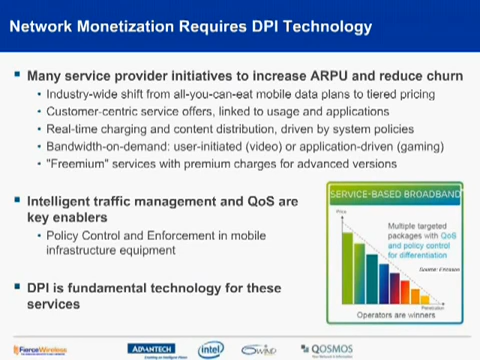 Network Monetization Requires DPI Technology
Many service provider initiatives to increase ARPU and reduce churn
• Industry-wide shift from all-you-can-eat mobile data plans to tiered pricing
• Customer-centric service offers, linked to usage and applications
• Real-time charging and content distribution, driven by system policies
• Bandwidth-on-demand: user-initiated (video) or application-driven (gaming)
• "Freemium" services with premium charges for advanced versions
Intelligent traffic management and QoS are
key enablers
• Policy Control and Enforcement in mobile
infrastructure equipment
DPI is fundamental technology for these
services
SERVICE-BASED BROADBAND
Price
Multiple targeted
packages with QoS
and policy control
for differentiation
Source: Ericsson
Penetration
Operators are winners
FierceWireless
ADVANTECH
Enabling an Intelligent Planet
intel
6WIND
QOSMOS